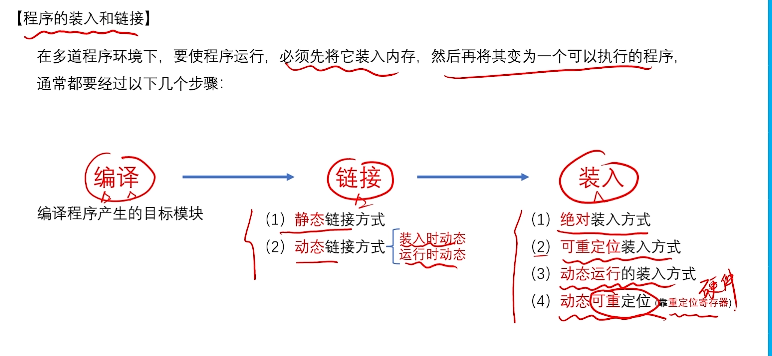 【程序的装入和链接】
在多道程序环境下，要使程序运行，必须先将它装入内存，然后再将其变为一个可以执行的程序，
通常都要经过以下几个步骤：
编译
链接
装入
编译程序产生的目标模块
（1）静态链接方式
（2）动态链接方式
装入时动态
运行时动态
（1）绝对装入方式
（2）可重定位装入方式
（3）动态运行的装入方式
（4）动态可重定位（靠重定位寄存器）
硬件